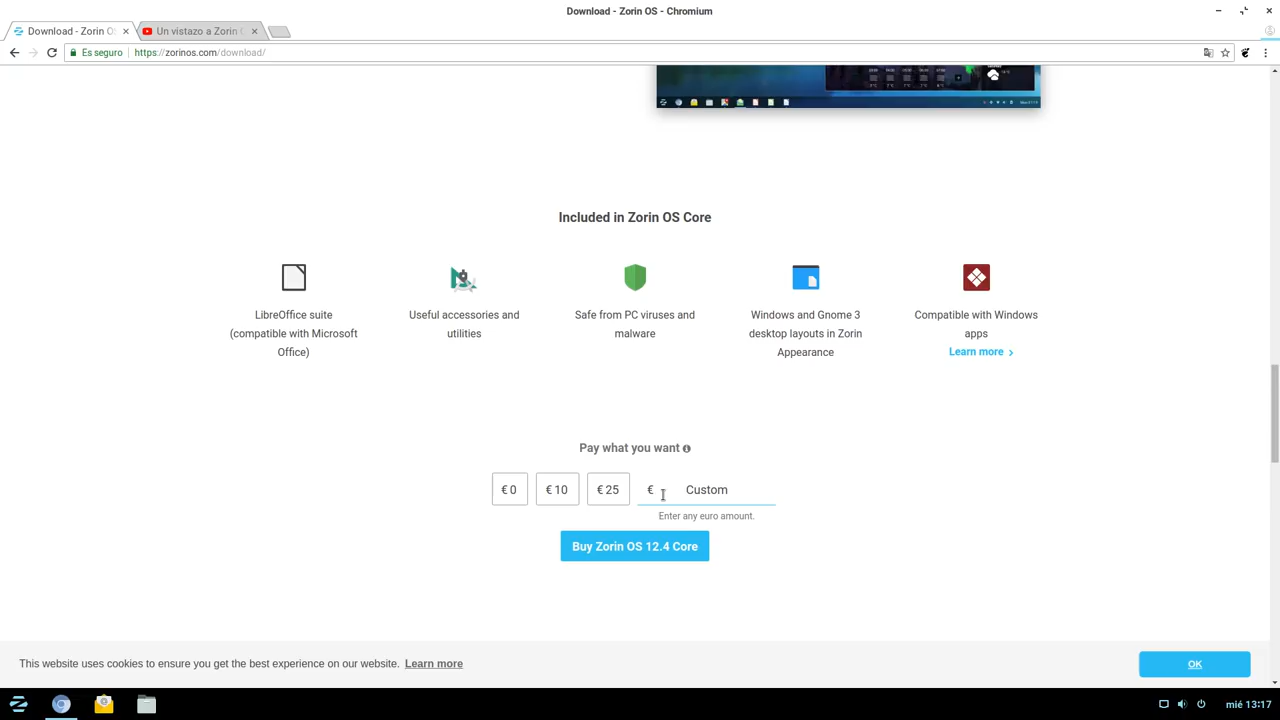 Download - Zorin OS - Chromium
Download - Zorin OS
Un vistazo a Zorin
Es seguro
https://zorinos.com/download/
Included in Zorin OS Core
LibreOffice suite
(compatible with Microsoft
Office)
Useful accessories and
utilities
Safe from PC viruses and
malware
Windows and Gnome 3
desktop layouts in Zorin
Appearance
Compatible with Windows
apps
Learn more
Pay what you want
€ 0
€ 10
€ 25
€ Custom
Enter any euro amount.
Buy Zorin OS 12.4 Core
This website uses cookies to ensure you get the best experience on our website. Learn more
OK
mié 13:17